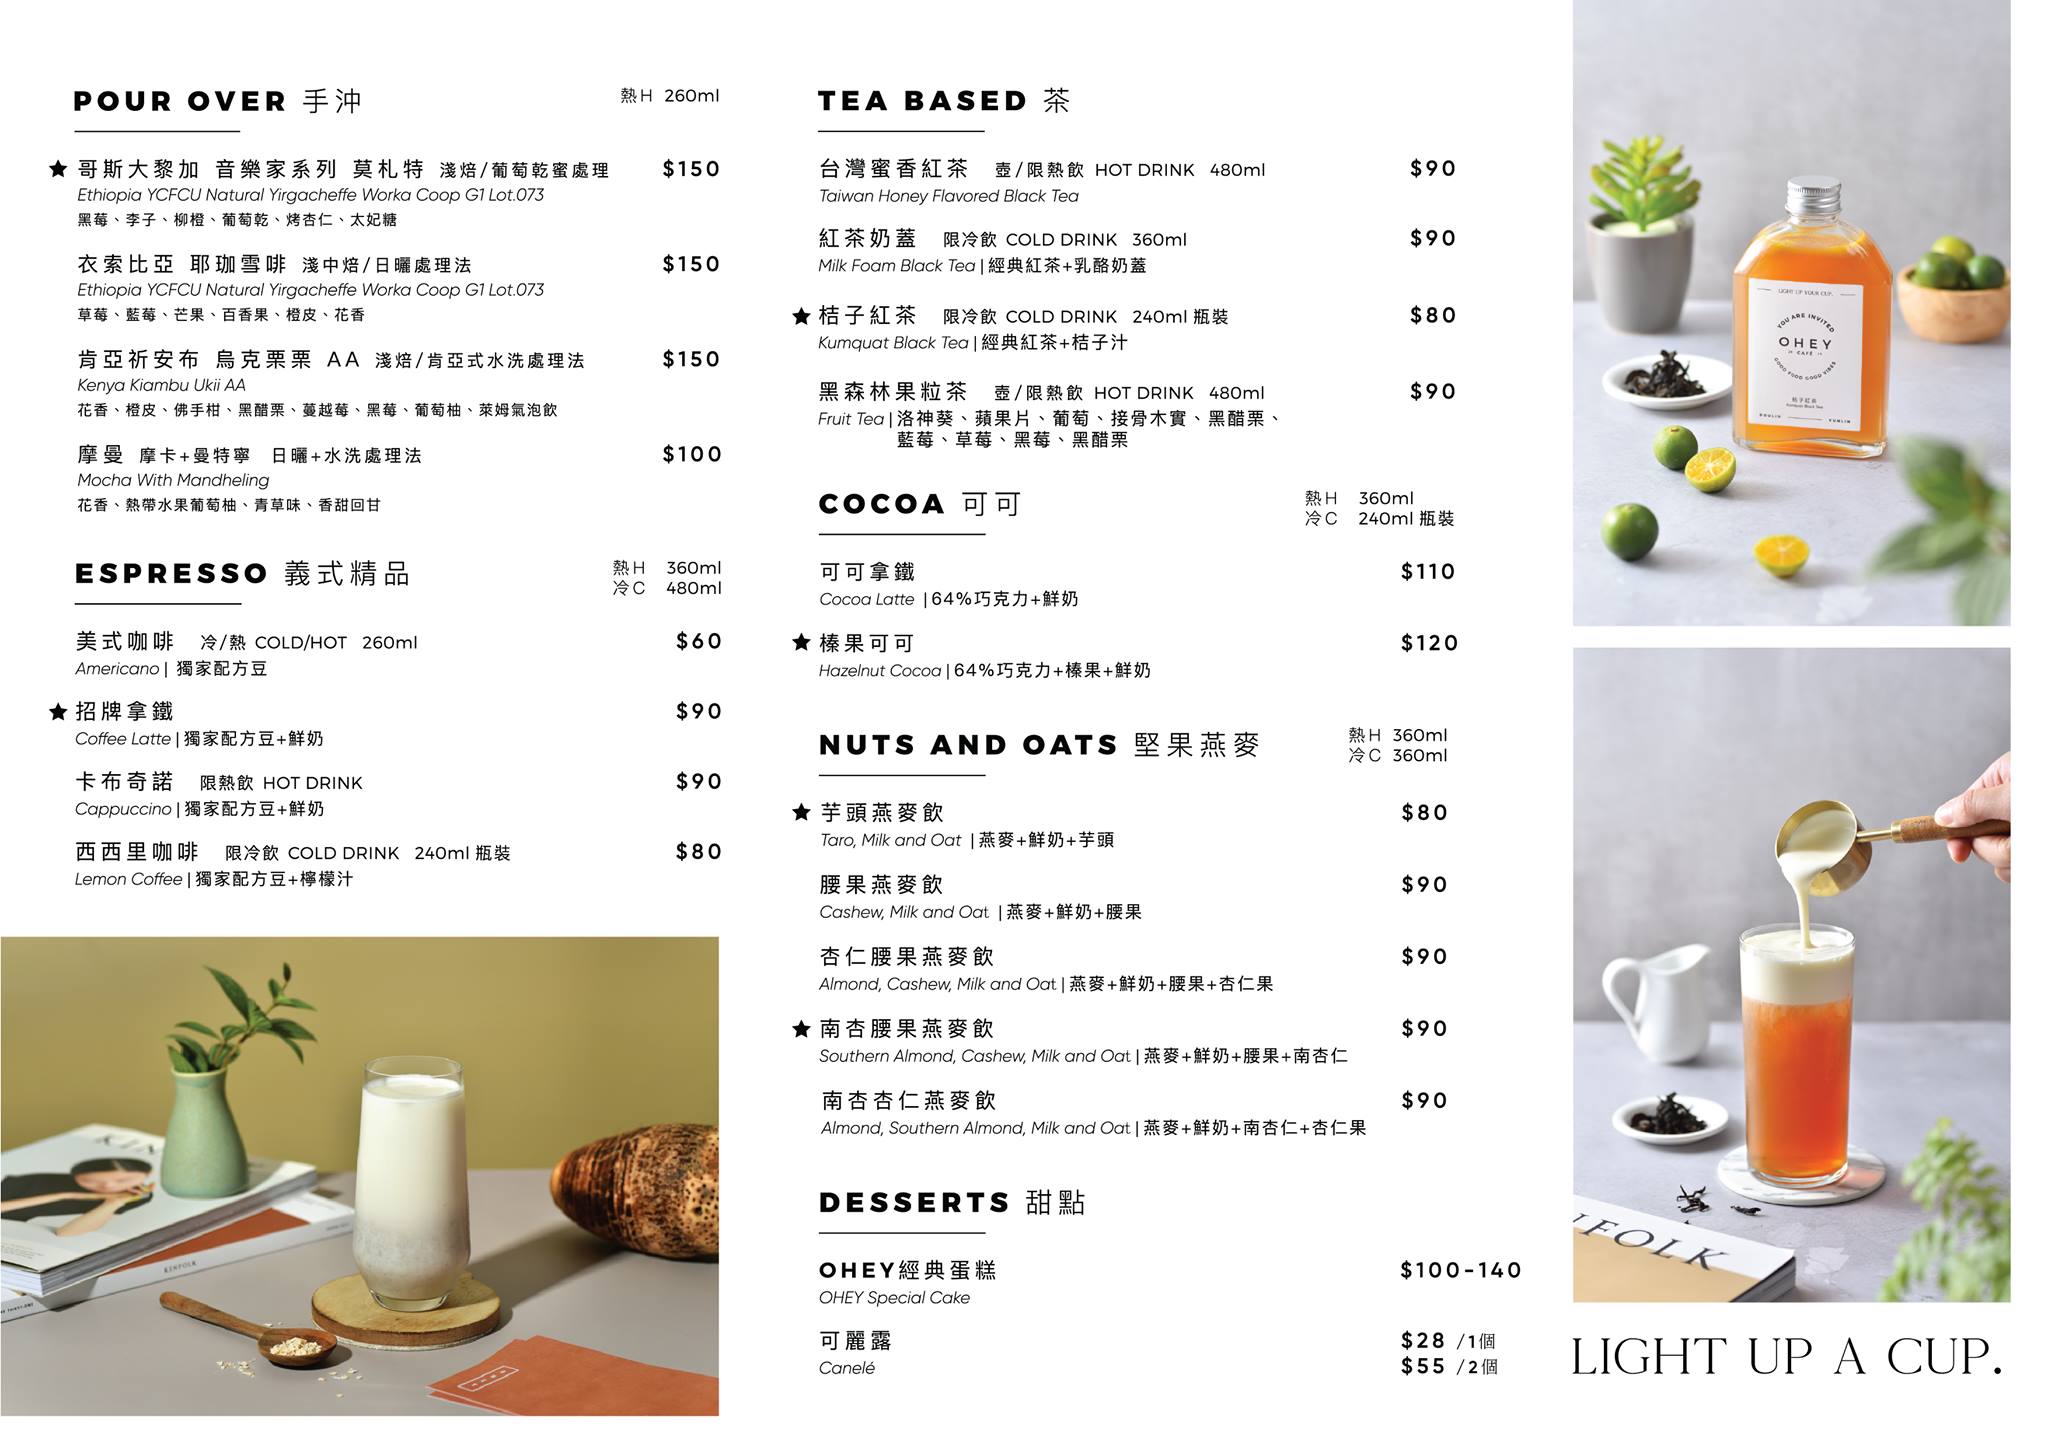 POUR OVER 手沖 熱H 260ml
★ 哥斯大黎加 音樂家系列 莫札特 淺焙/葡萄乾蜜處理 $150
Ethiopia YCFCU Natural Yirgacheffe Worka Coop G1 Lot.073
黑莓、李子、柳橙、葡萄乾、烤杏仁、太妃糖
衣索比亞 耶珈雪啡 淺中焙/日曬處理法 $150
Ethiopia YCFCU Natural Yirgacheffe Worka Coop G1 Lot.073
草莓、藍莓、芒果、百香果、橙皮、花香
肯亞祈安布 烏克栗栗 AA 淺焙/肯亞式水洗處理法 $150
Kenya Kiambu Ukii AA
花香、橙皮、佛手柑、黑醋栗、蔓越莓、黑莓、葡萄柚、萊姆氣泡飲
摩曼 摩卡+曼特寧 日曬+水洗處理法 $100
Mocha With Mandheling
花香、熱帶水果葡萄柚、青草味、香甜回甘
ESPRESSO 義式精品 熱H 360ml
冷C 480ml
美式咖啡 冷/熱 COLD/HOT 260ml $60
Americano| 獨家配方豆
★ 招牌拿鐵 $90
Coffee Latte|獨家配方豆+鮮奶
卡布奇諾 限熱飲 HOT DRINK $90
Cappuccino|獨家配方豆+鮮奶
西西里咖啡 限冷飲 COLD DRINK 240ml 瓶裝 $80
Lemon Coffee|獨家配方豆+檸檬汁
KINFOLK
TEA BASED 茶
台灣蜜香紅茶 壺/限熱飲 HOT DRINK 480ml $90
Taiwan Honey Flavored Black Tea
紅茶奶蓋 限冷飲 COLD DRINK 360ml $90
Milk Foam Black Tea|經典紅茶+乳酪奶蓋
★ 桔子紅茶 限冷飲 COLD DRINK 240ml 瓶裝 $80
Kumquat Black Tea|經典紅茶+桔子汁
黑森林果粒茶 壺/限熱飲 HOT DRINK 480ml $90
Fruit Tea|洛神葵、蘋果片、葡萄、接骨木實、黑醋栗、
藍莓、草莓、黑莓、黑醋栗
COCOA 可可 熱H 360ml
冷C 240ml 瓶裝
可可拿鐵 $110
Cocoa Latte |64%巧克力+鮮奶
★ 榛果可可 $120
Hazelnut Cocoa|64%巧克力+榛果+鮮奶
NUTS AND OATS 堅果燕麥 熱H 360ml
冷C 360ml
★ 芋頭燕麥飲 $80
Taro, Milk and Oat |燕麥+鮮奶+芋頭
腰果燕麥飲 $90
Cashew, Milk and Oat |燕麥+鮮奶+腰果
杏仁腰果燕麥飲 $90
Almond, Cashew, Milk and Oat|燕麥+鮮奶+腰果+杏仁果
★ 南杏腰果燕麥飲 $90
Southern Almond, Cashew, Milk and Oat|燕麥+鮮奶+腰果+南杏仁
南杏杏仁燕麥飲 $90
Almond, Southern Almond, Milk and Oat|燕麥+鮮奶+南杏仁+杏仁果
DESSERTS 甜點
OHEY經典蛋糕 $100-140
OHEY Special Cake
可麗露 $28 /1個
Canelé $55 /2個
LIGHT UP YOUR CUP.
YOU ARE INVITED
OHEY
CAFÉ
GOOD FOOD GOOD VIBES
桔子紅茶
Kumquat Black Tea
DOULIU YUNLIN
NFOLK
LIGHT UP A CUP.